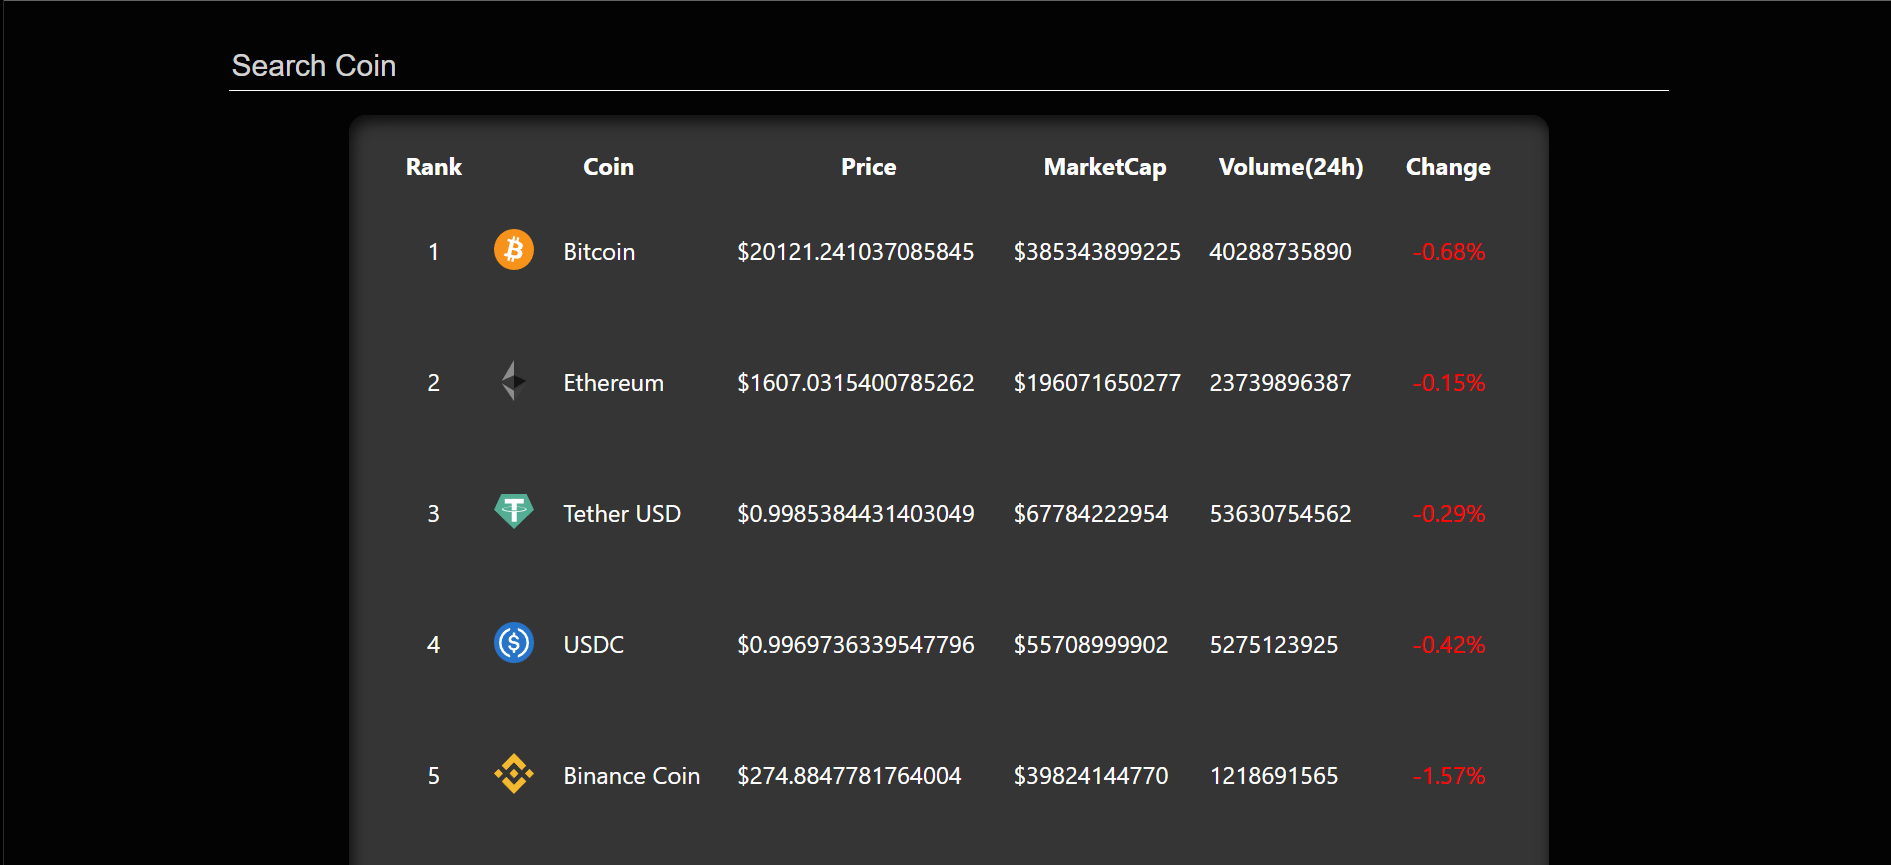 Search Coin
Rank Coin Price MarketCap Volume(24h) Change
1 Bitcoin $20121.241037085845 $385343899225 40288735890 -0.68%
2 Ethereum $1607.0315400785262 $196071650277 23739896387 -0.15%
3 Tether USD $0.9985384431403049 $67784222954 53630754562 -0.29%
4 USDC $0.9969736339547796 $55708999902 5275123925 -0.42%
5 Binance Coin $274.8847781764004 $39824144770 1218691565 -1.57%